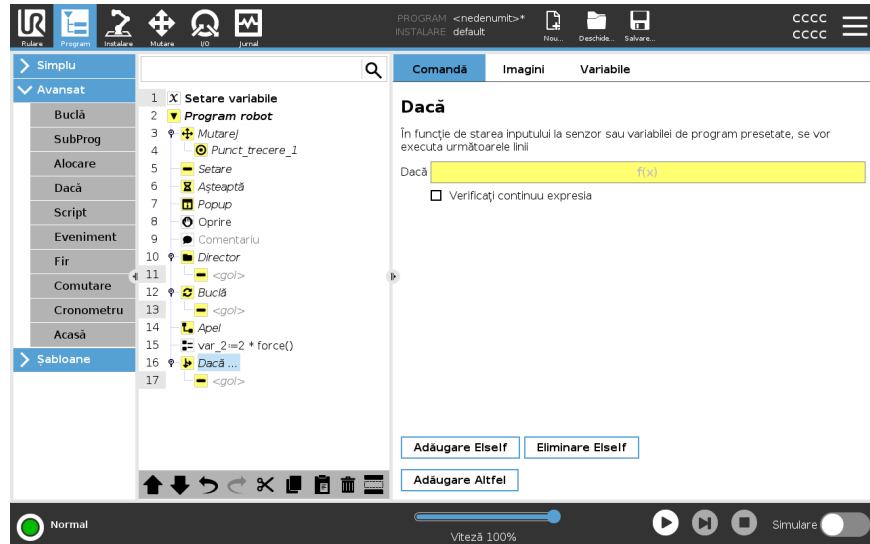 UR
Rulare
Program
Instalare
Mutare
I/O
Jurnal
PROGRAM <nedenumit>*
INSTALARE default
Nou...
Deschide...
Salvare...
cccc
cccc
Simplu
Avansat
Buclă
SubProg
Alocare
Dacă
Script
Eveniment
Fir
Comutare
Cronometru
Acasă
Șabloane
1 X Setare variabile
2 Program robot
3 MutareJ
4 Punct_trecere_1
5 Setare
6 Așteaptă
7 Popup
8 Oprire
9 Comentariu
10 Director
11 <gol>
12 Buclă
13 <gol>
14 Apel
15 var_2:=2 * force()
16 Dacă ...
17 <gol>
Comandă Imagini Variabile
Dacă
În funcție de starea inputului la senzor sau variabilei de program presetate, se vor
executa următoarele linii
Dacă f(x)
Verificați continuu expresia
Adăugare ElseIf Eliminare ElseIf
Adăugare Altfel
Normal
Viteză 100%
Simulare